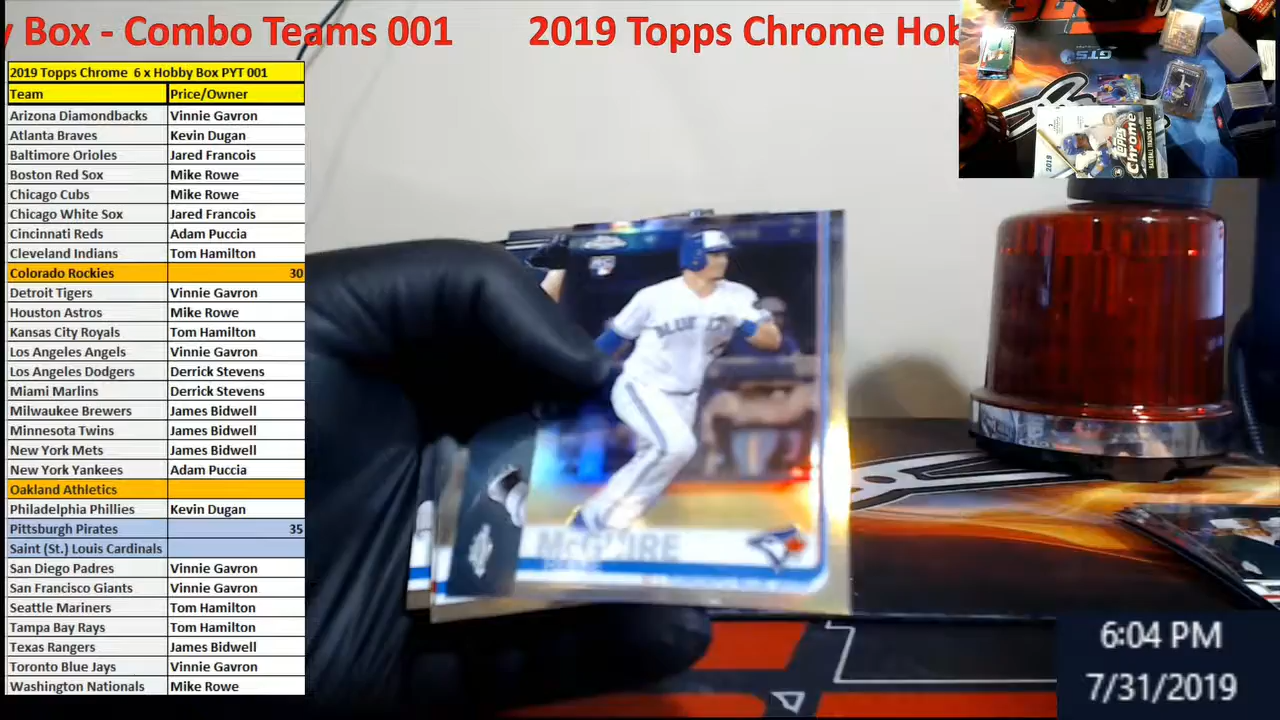 y Box - Combo Teams 001 2019 Topps Chrome Hob
2019 Topps Chrome 6 x Hobby Box PYT 001
Team Price/Owner
Arizona Diamondbacks Vinnie Gavron
Atlanta Braves Kevin Dugan
Baltimore Orioles Jared Francois
Boston Red Sox Mike Rowe
Chicago Cubs Mike Rowe
Chicago White Sox Jared Francois
Cincinnati Reds Adam Puccia
Cleveland Indians Tom Hamilton
Colorado Rockies 30
Detroit Tigers Vinnie Gavron
Houston Astros Mike Rowe
Kansas City Royals Tom Hamilton
Los Angeles Angels Vinnie Gavron
Los Angeles Dodgers Derrick Stevens
Miami Marlins Derrick Stevens
Milwaukee Brewers James Bidwell
Minnesota Twins James Bidwell
New York Mets James Bidwell
New York Yankees Adam Puccia
Oakland Athletics
Philadelphia Phillies Kevin Dugan
Pittsburgh Pirates 35
Saint (St.) Louis Cardinals
San Diego Padres Vinnie Gavron
San Francisco Giants Vinnie Gavron
Seattle Mariners Tom Hamilton
Tampa Bay Rays Tom Hamilton
Texas Rangers James Bidwell
Toronto Blue Jays Vinnie Gavron
Washington Nationals Mike Rowe
McGUIRE
GTS
2019
Topps
Chrome
BASEBALL TRADING CARDS
6:04 PM
7/31/2019